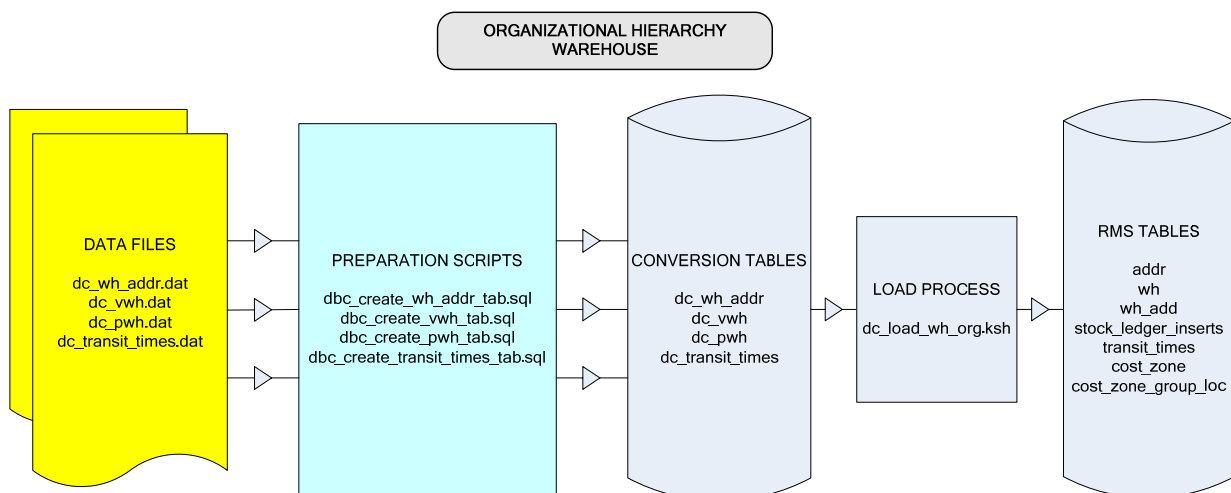 ORGANIZATIONAL HIERARCHY
WAREHOUSE
DATA FILES
dc_wh_addr.dat
dc_vwh.dat
dc_pwh.dat
dc_transit_times.dat
PREPARATION SCRIPTS
dbc_create_wh_addr_tab.sql
dbc_create_vwh_tab.sql
dbc_create_pwh_tab.sql
dbc_create_transit_times_tab.sql
CONVERSION TABLES
dc_wh_addr
dc_vwh
dc_pwh
dc_transit_times
LOAD PROCESS
dc_load_wh_org.ksh
RMS TABLES
addr
wh
wh_add
stock_ledger_inserts
transit_times
cost_zone
cost_zone_group_loc